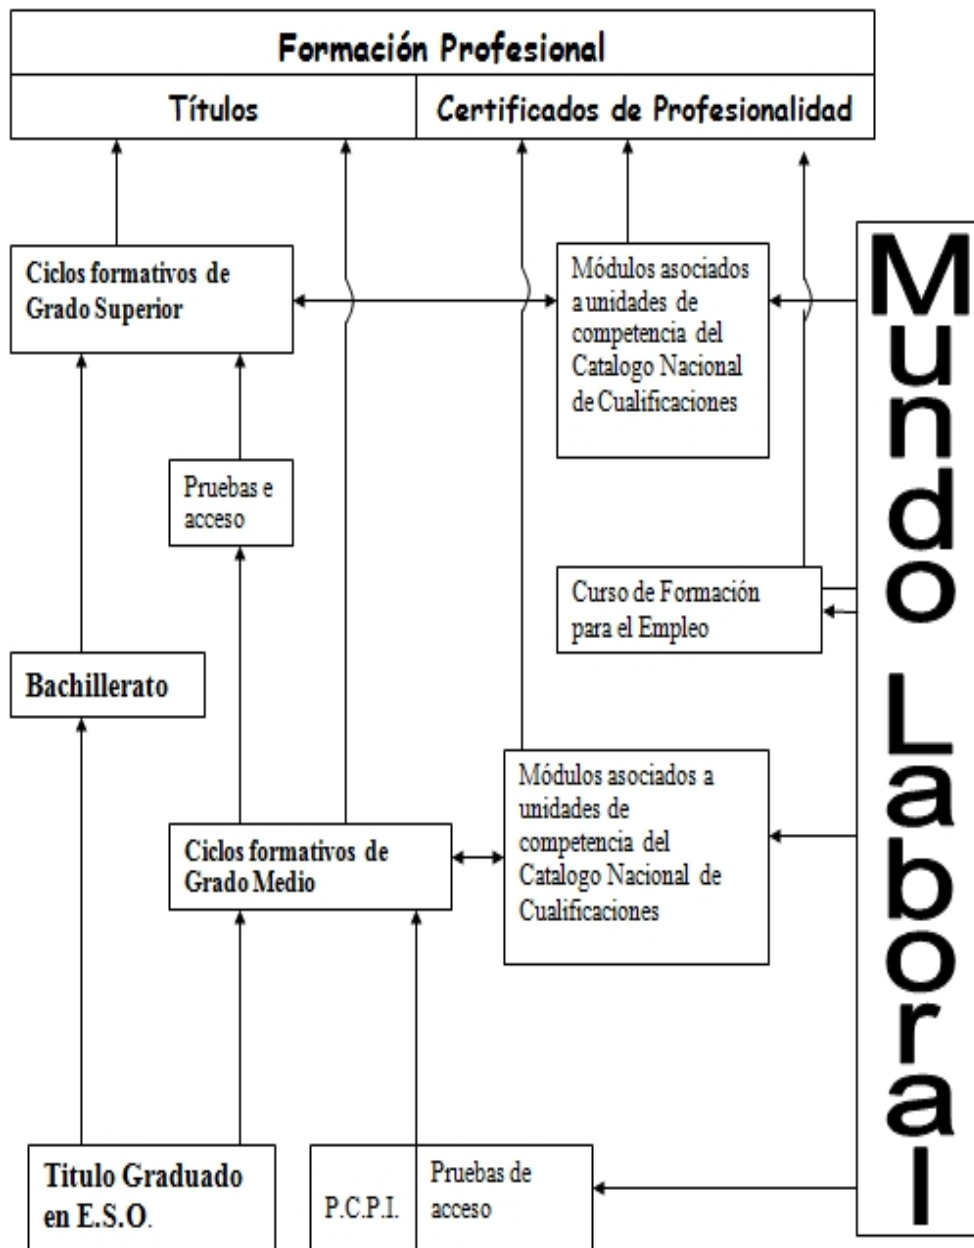 Formación Profesional
Títulos
Certificados de Profesionalidad
Ciclos formativos de
Grado Superior
Módulos asociados
a unidades de
competencia del
Catalogo Nacional
de Cualificaciones
Pruebas e
acceso
Curso de Formación
para el Empleo
Bachillerato
Módulos asociados a
unidades de
competencia del
Catalogo Nacional de
Cualificaciones
Ciclos formativos de
Grado Medio
Titulo Graduado
en E.S.O.
P.C.P.I.
Pruebas de
acceso
Mundo Laboral